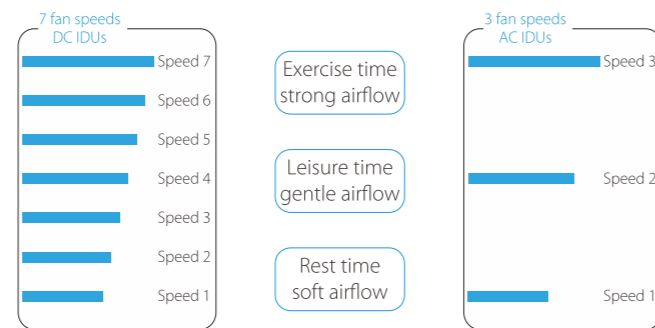 7 fan speeds
DC IDUs
Speed 7
Speed 6
Speed 5
Speed 4
Speed 3
Speed 2
Speed 1
Exercise time
strong airflow
Leisure time
gentle airflow
Rest time
soft airflow
3 fan speeds
AC IDUs
Speed 3
Speed 2
Speed 1